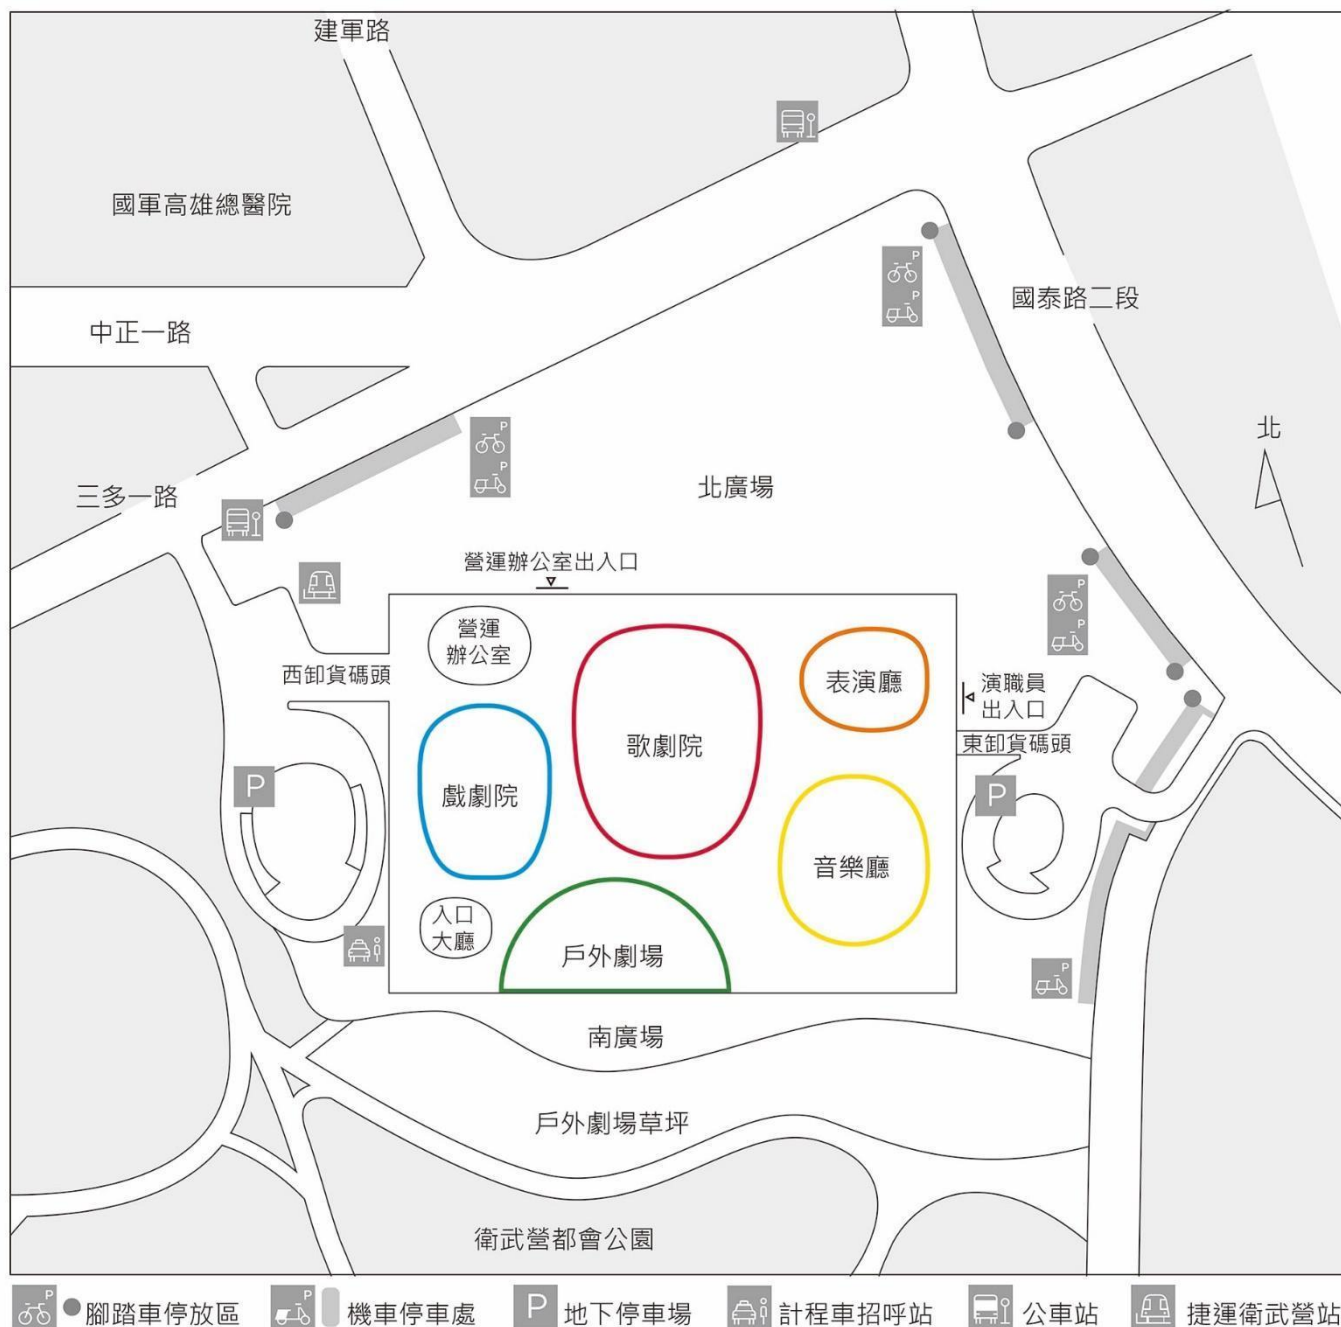 建軍路
國軍高雄總醫院
P
P
國泰路二段
中正一路
北
P
P
三多一路
北廣場
營運辦公室出入口
P
P
營運
辦公室
西卸貨碼頭
表演廳
演職員
出入口
歌劇院
東卸貨碼頭
P
戲劇院
P
音樂廳
入口
大廳
戶外劇場
P
南廣場
戶外劇場草坪
衛武營都會公園
P 腳踏車停放區
P 機車停車處
P 地下停車場
計程車招呼站
公車站
捷運衛武營站